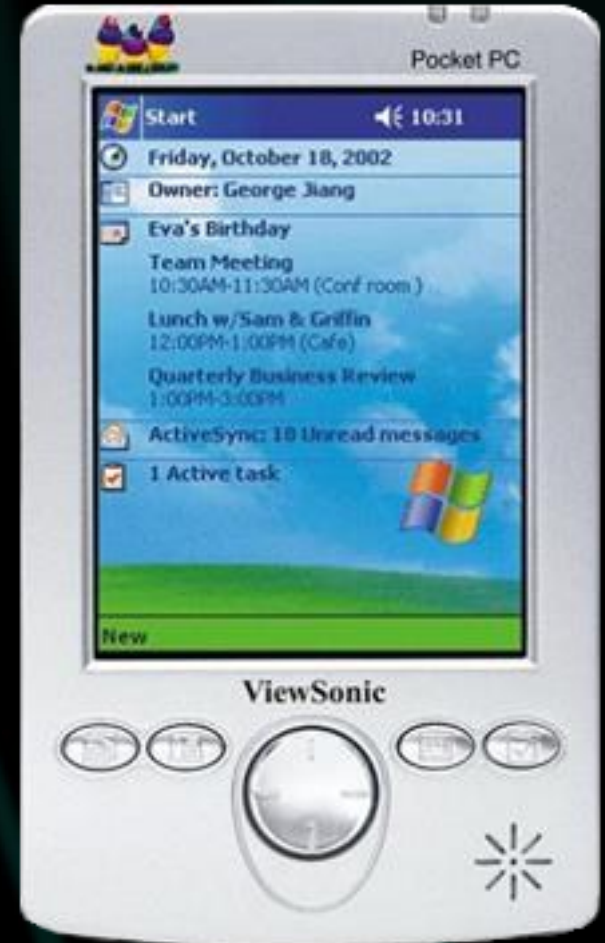 Pocket PC
Start 10:31
Friday, October 18, 2002
Owner: George Jiang
Eva's Birthday
Team Meeting
10:30AM-11:30AM (Conf room )
Lunch w/Sam & Griffin
12:00PM-1:00PM (Cafe)
Quarterly Business Review
1:00PM-3:00PM
ActiveSync: 18 Unread messages
1 Active task
New
ViewSonic